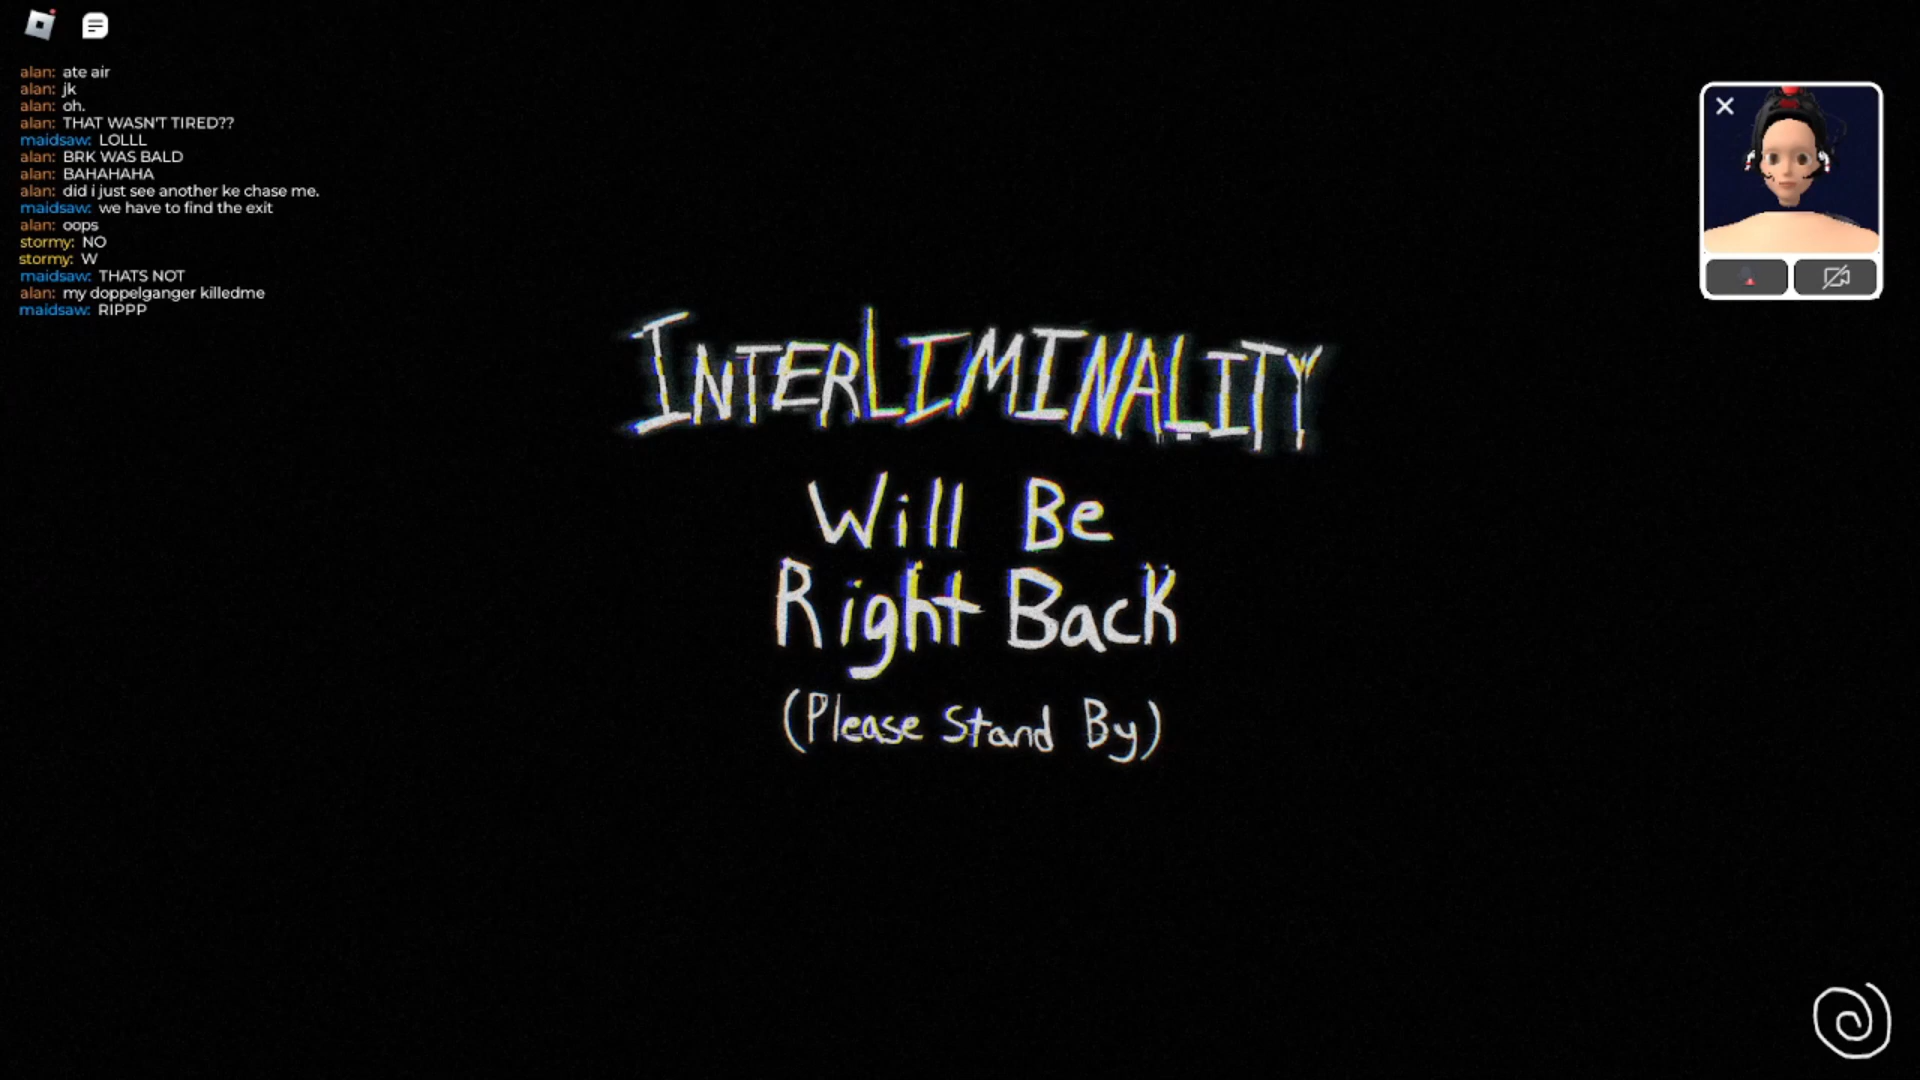 alan: ate air
alan: jk
alan: oh.
alan: THAT WASN'T TIRED??
maidsaw: LOLLL
alan: BRK WAS BALD
alan: BAHAHAHA
alan: did i just see another ke chase me.
maidsaw: we have to find the exit
alan: oops
stormy: NO
stormy: W
maidsaw: THATS NOT
alan: my doppelganger killedme
maidsaw: RIPPP
INTERLIMINALITY
Will Be
Right Back
(Please Stand By)